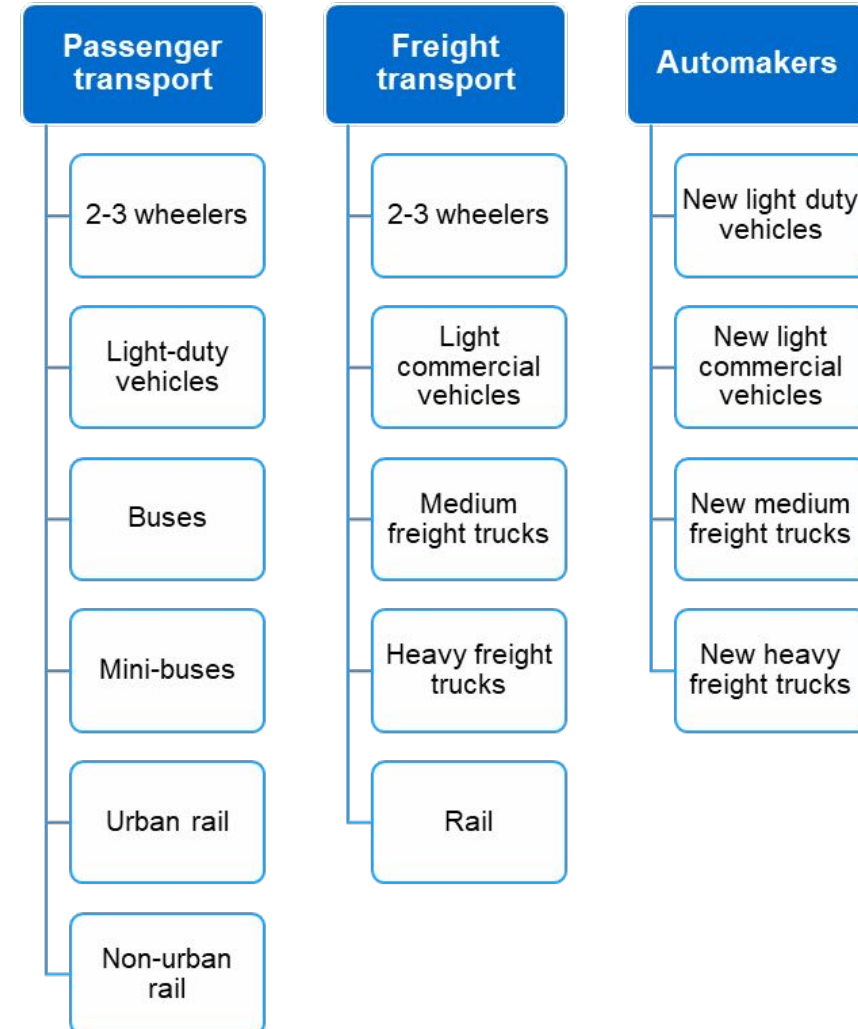 Passenger
transport
2-3 wheelers
Light-duty
vehicles
Buses
Mini-buses
Urban rail
Non-urban
rail
Freight
transport
2-3 wheelers
Light
commercial
vehicles
Medium
freight trucks
Heavy freight
trucks
Rail
Automakers
New light duty
vehicles
New light
commercial
vehicles
New medium
freight trucks
New heavy
freight trucks